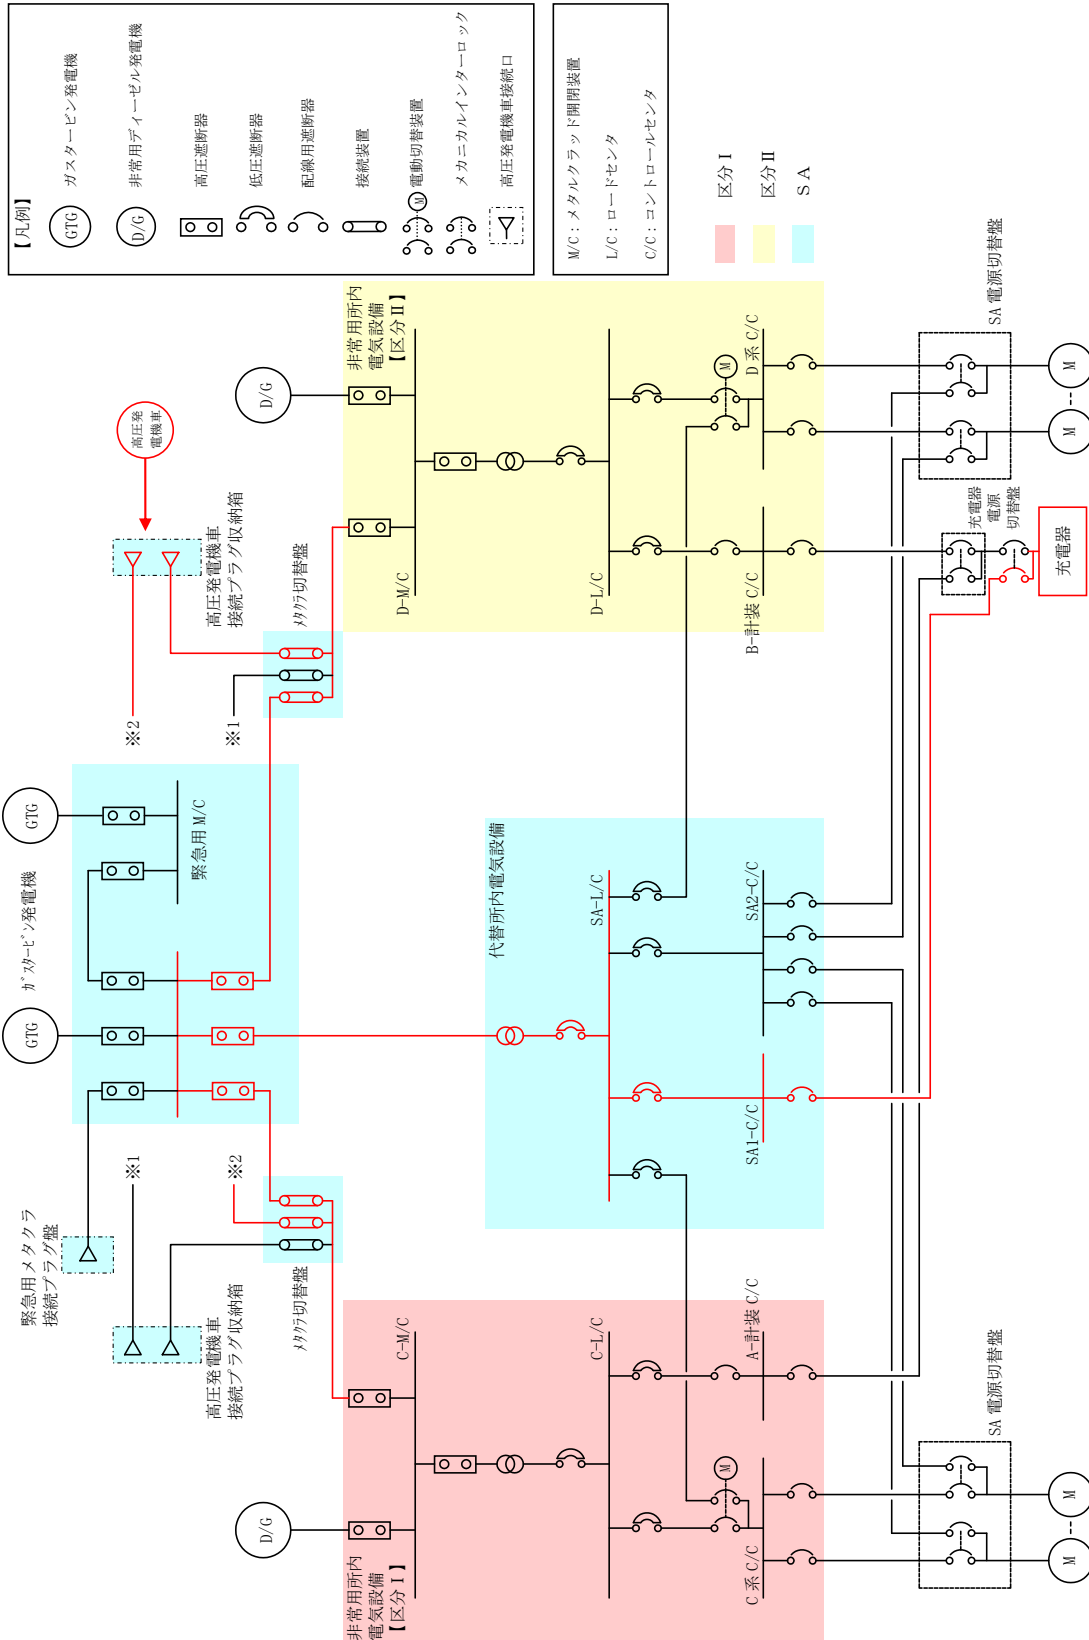 【凡例】
GTG
ガスタービン発電機
D/G
非常用ディーゼル発電機
高圧遮断器
低圧遮断器
配線用遮断器
接続装置
M
電動切替装置
メカニカルインターロック
高圧発電機車接続口
M/C：メタルクラッド開閉装置
L/C：ロードセンタ
C/C：コントロールセンタ
区分Ⅰ
区分Ⅱ
ＳＡ
GTG
ｶﾞｽﾀｰﾋﾞﾝ発電機
GTG
緊急用M/C
緊急用メタクラ
接続プラグ盤
※1
※2
高圧発電機車
接続プラグ収納箱
ﾒﾀｸﾗ切替盤
高圧発
電機車
高圧発電機車
接続プラグ収納箱
※2
※1
ﾒﾀｸﾗ切替盤
D/G
非常用所内
電気設備
【区分Ⅰ】
C-M/C
C-L/C
M
C系C/C
A-計装C/C
代替所内電気設備
SA-L/C
SA1-C/C
SA2-C/C
D/G
非常用所内
電気設備
【区分Ⅱ】
D-M/C
D-L/C
M
B-計装C/C
D系C/C
SA電源切替盤
M
M
充電器
電源
切替盤
充電器
SA電源切替盤
M
M